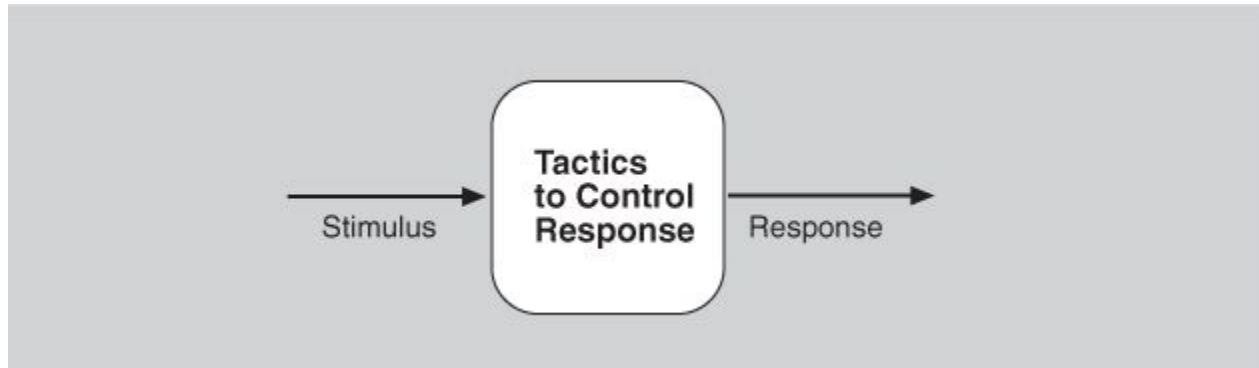 Stimulus
Tactics
to Control
Response
Response